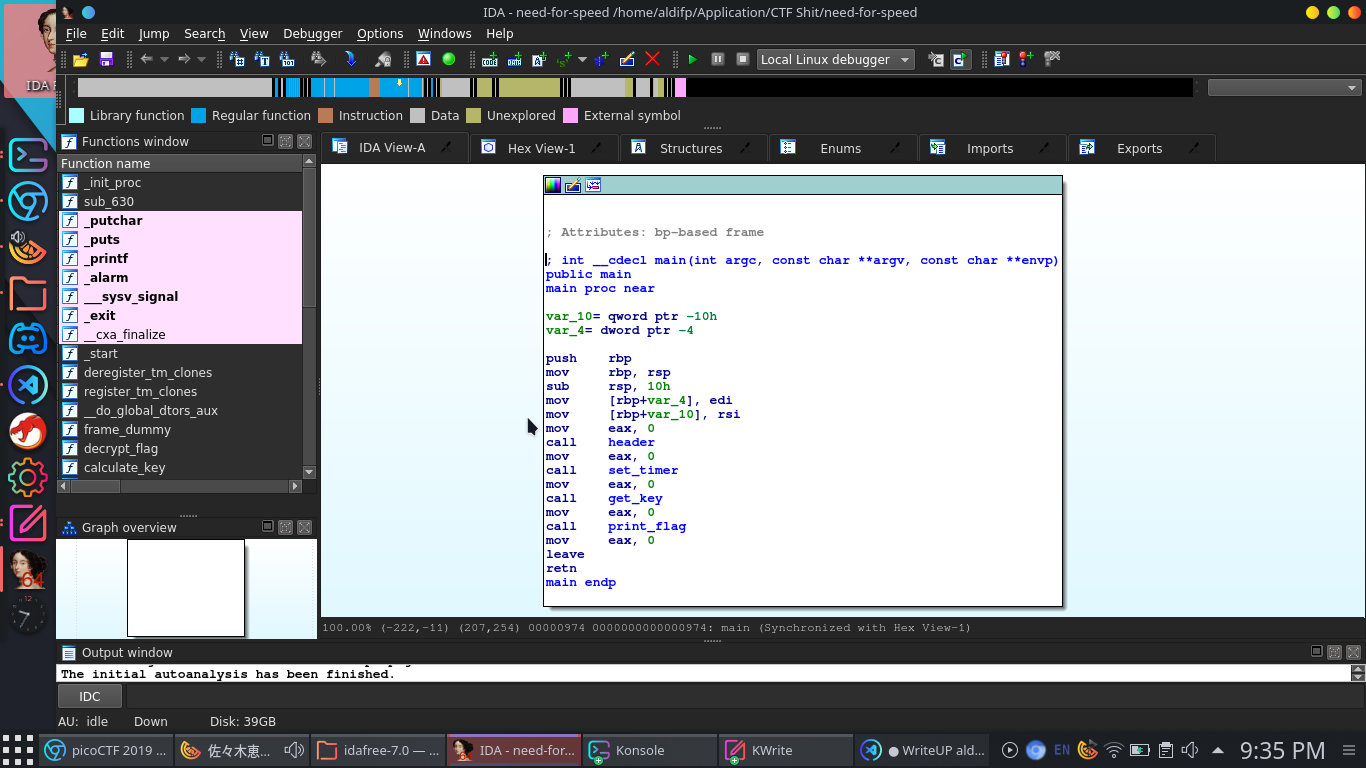 IDA - need-for-speed /home/aldifp/Application/CTF Shit/need-for-speed
File Edit Jump Search View Debugger Options Windows Help
Local Linux debugger
Library function Regular function Instruction Data Unexplored External symbol
Functions window
IDA View-A Hex View-1 Structures Enums Imports Exports
Function name
_init_proc
sub_630
_putchar
_puts
_printf
_alarm
___sysv_signal
_exit
__cxa_finalize
_start
deregister_tm_clones
register_tm_clones
__do_global_dtors_aux
frame_dummy
decrypt_flag
calculate_key
; Attributes: bp-based frame
; int __cdecl main(int argc, const char **argv, const char **envp)
public main
main proc near
var_10= qword ptr -10h
var_4= dword ptr -4
push rbp
mov rbp, rsp
sub rsp, 10h
mov [rbp+var_4], edi
mov [rbp+var_10], rsi
mov eax, 0
call header
mov eax, 0
call set_timer
mov eax, 0
call get_key
mov eax, 0
call print_flag
mov eax, 0
leave
retn
main endp
Graph overview
100.00% (-222,-11) (207,254) 00000974 0000000000000974: main (Synchronized with Hex View-1)
Output window
The initial autoanalysis has been finished.
IDC
AU: idle Down Disk: 39GB
64
12
picoCTF 2019 ... 佐々木恵... idafree-7.0 — ... IDA - need-for... Konsole KWrite ● WriteUP ald... EN 9:35 PM